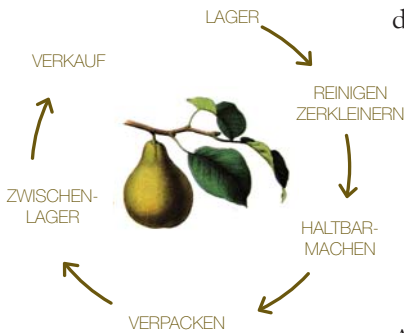 LAGER
REINIGEN
ZERKLEINERN
HALTBAR-
MACHEN
VERPACKEN
ZWISCHEN-
LAGER
VERKAUF
d